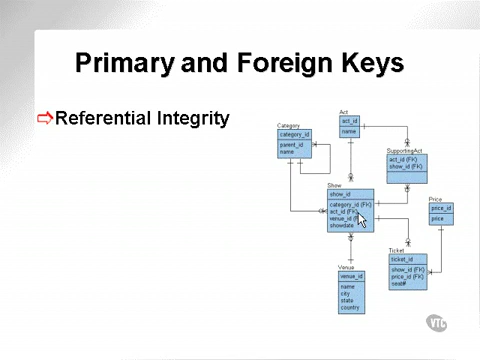 Primary and Foreign Keys
Referential Integrity
Act
act_id
name
Category
category_id
parent_id
name
SupportingAct
act_id (FK)
show_id (FK)
Show
show_id
category_id (FK)
act_id (FK)
venue_id (F
showdate
Price
price_id
price
Ticket
ticket_id
show_id (FK)
price_id (FK)
seat#
Venue
venue_id
name
city
state
country
VTC